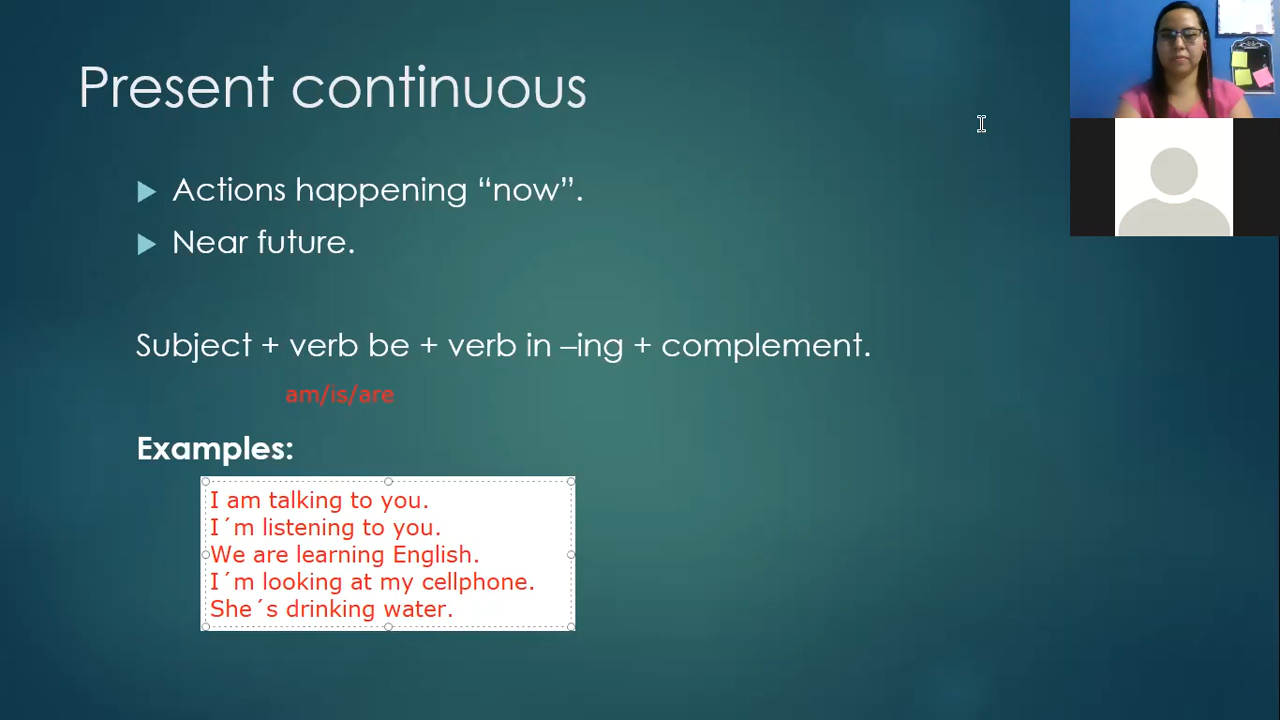 Present continuous
Actions happening “now”.
Near future.
Subject + verb be + verb in –ing + complement.
am/is/are
Examples:
I am talking to you.
I´m listening to you.
We are learning English.
I´m looking at my cellphone.
She´s drinking water.